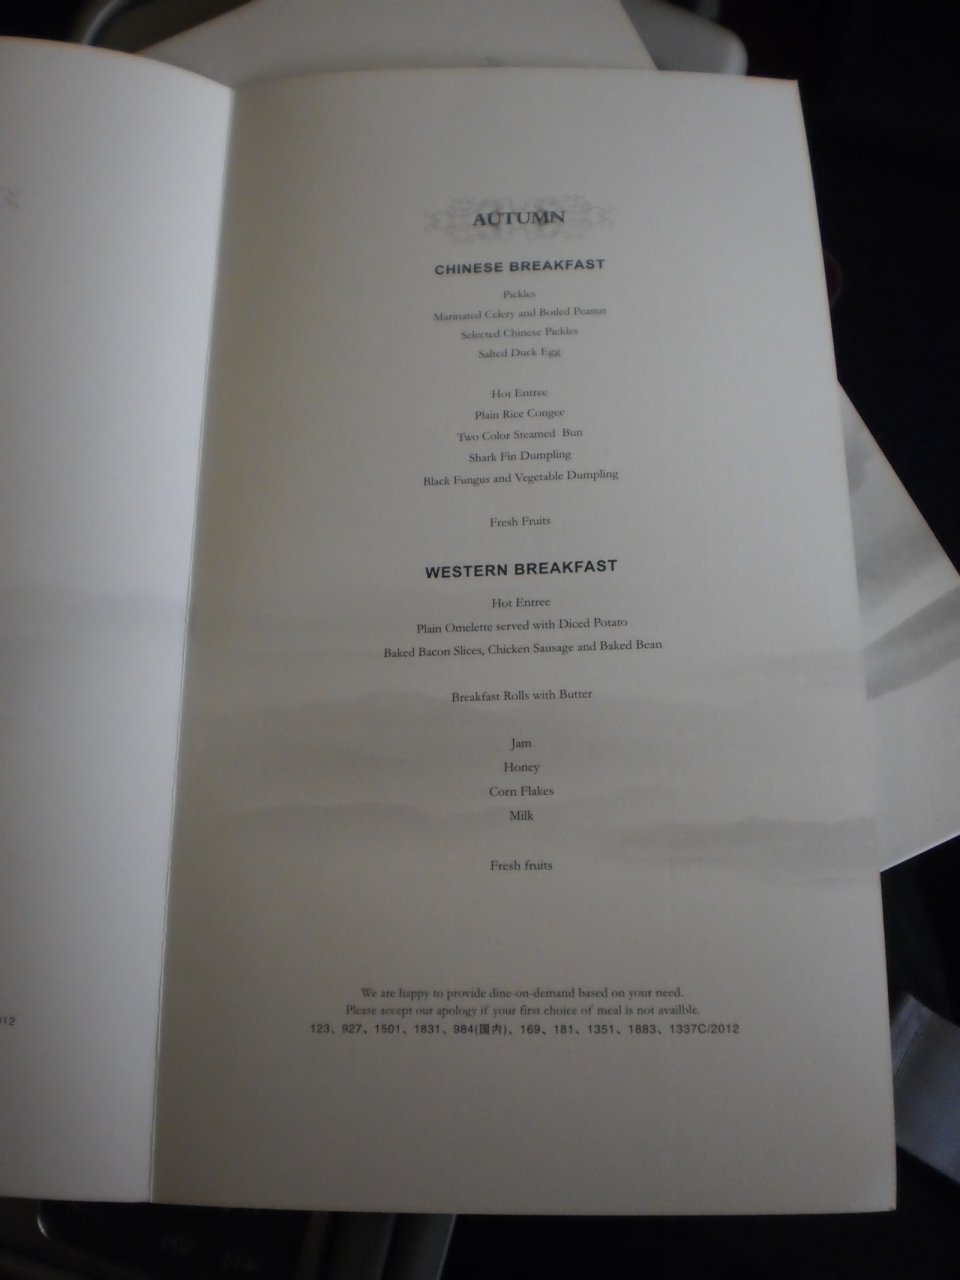 AUTUMN
CHINESE BREAKFAST
Pickles
Marinated Celery and Boiled Peanut
Selected Chinese Pickles
Salted Duck Egg
Hot Entree
Plain Rice Congee
Two Color Steamed Bun
Shark Fin Dumpling
Black Fungus and Vegetable Dumpling
Fresh Fruits
WESTERN BREAKFAST
Hot Entree
Plain Omelette served with Diced Potato
Baked Bacon Slices, Chicken Sausage and Baked Bean
Breakfast Rolls with Butter
Jam
Honey
Corn Flakes
Milk
Fresh fruits
We are happy to provide dine-on-demand based on your need.
Please accept our apology if your first choice of meal is not availble.
123、927、1501、1831、984(国内)、169、181、1351、1883、1337C/2012